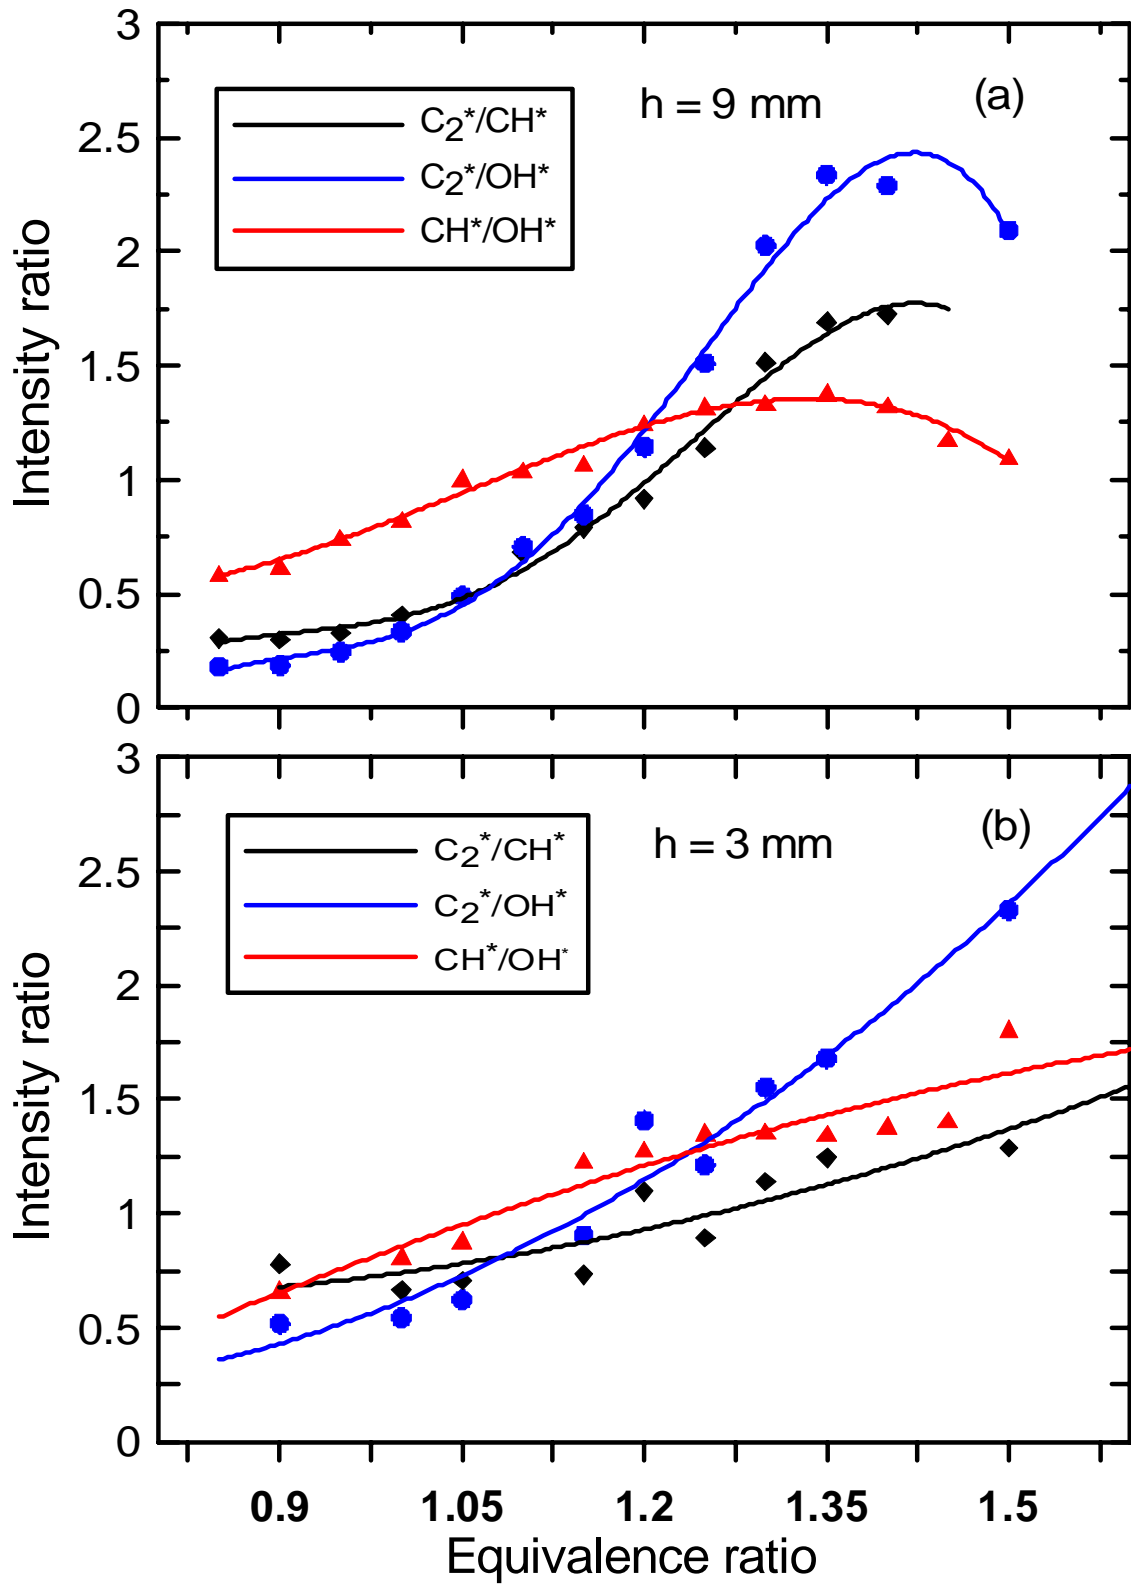 3
2.5
2
1.5
1
0.5
0
Intensity ratio
C2*/CH*
C2*/OH*
CH*/OH*
h = 9 mm
(a)
3
2.5
2
1.5
1
0.5
0
Intensity ratio
C2*/CH*
C2*/OH*
CH*/OH*
h = 3 mm
(b)
0.9 1.05 1.2 1.35 1.5
Equivalence ratio